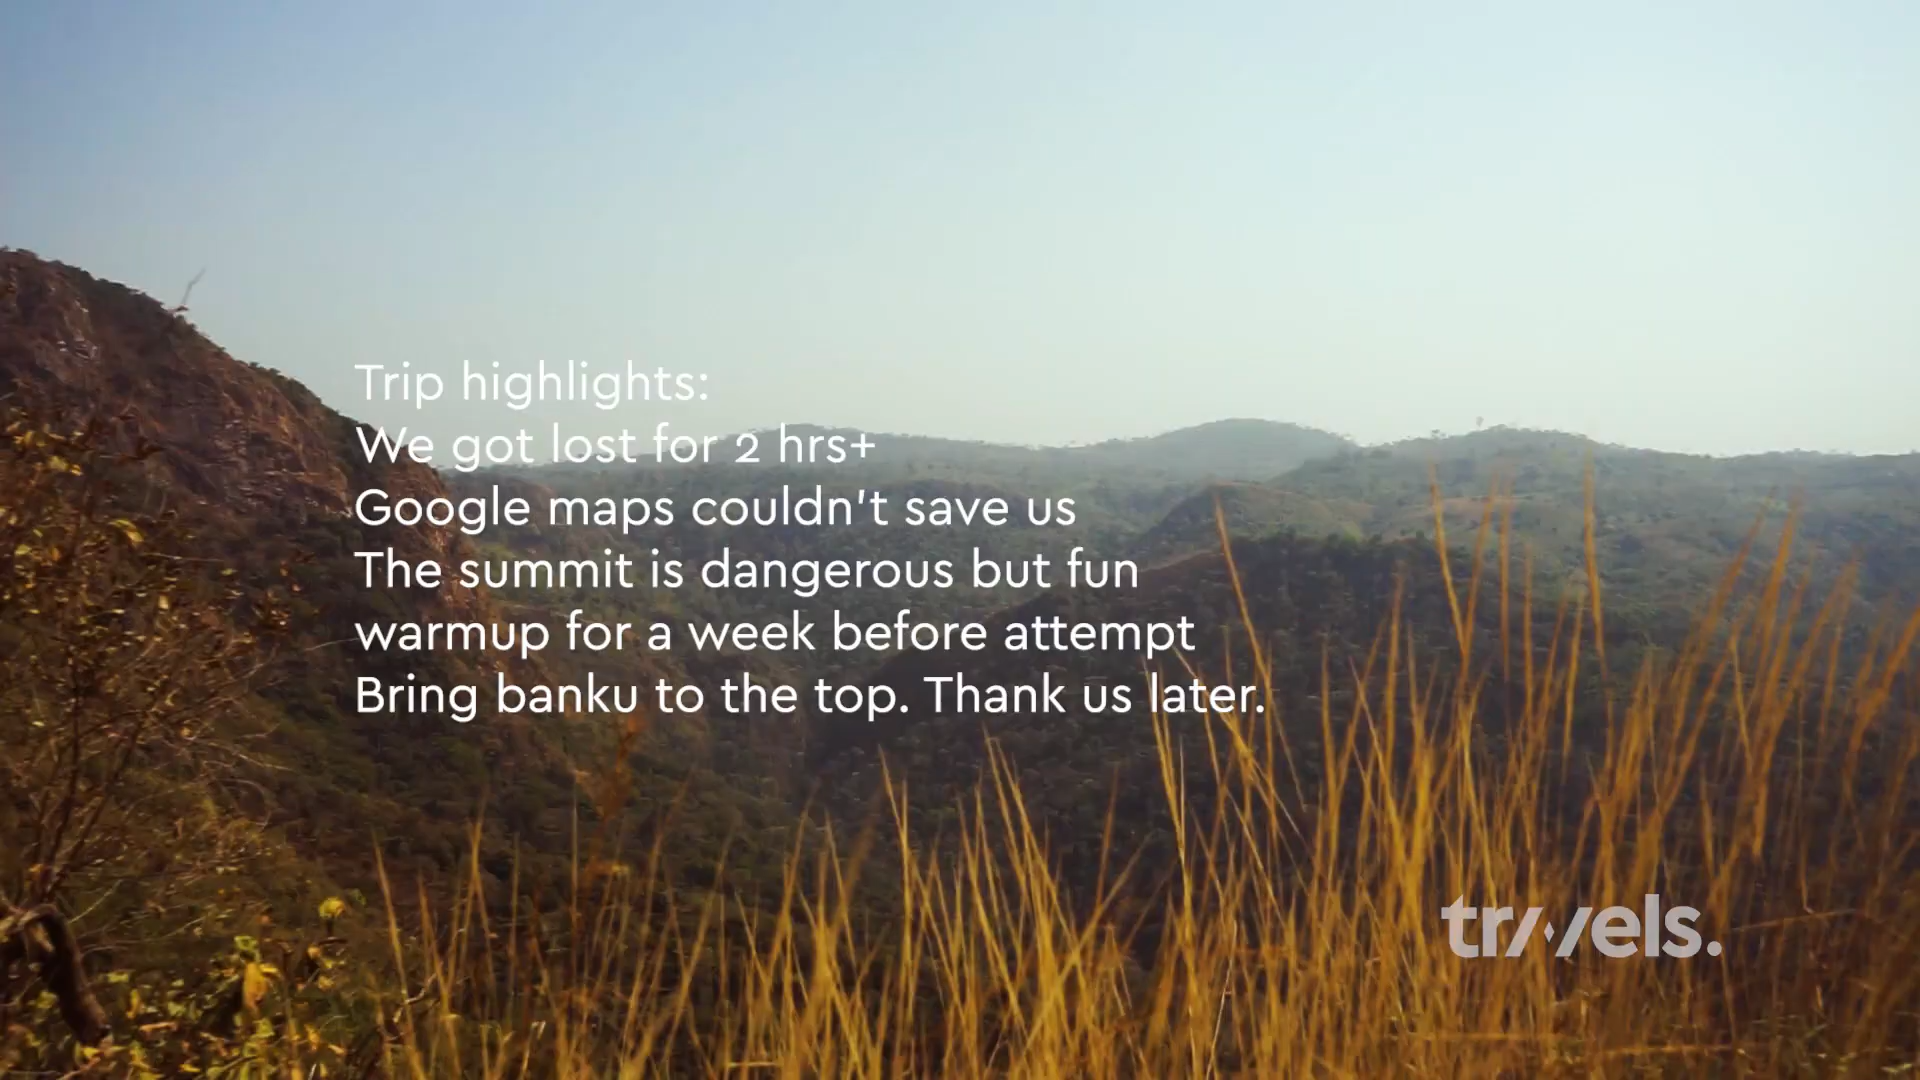 Trip highlights:
We got lost for 2 hrs+
Google maps couldn't save us
The summit is dangerous but fun
warmup for a week before attempt
Bring banku to the top. Thank us later.
travels.